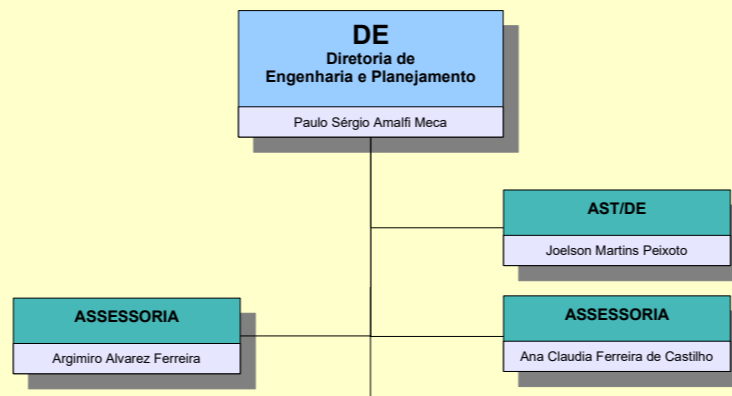 DE
Diretoria de
Engenharia e Planejamento
Paulo Sérgio Amalfi Meca
AST/DE
Joelson Martins Peixoto
ASSESSORIA
Argimiro Alvarez Ferreira
ASSESSORIA
Ana Claudia Ferreira de Castilho